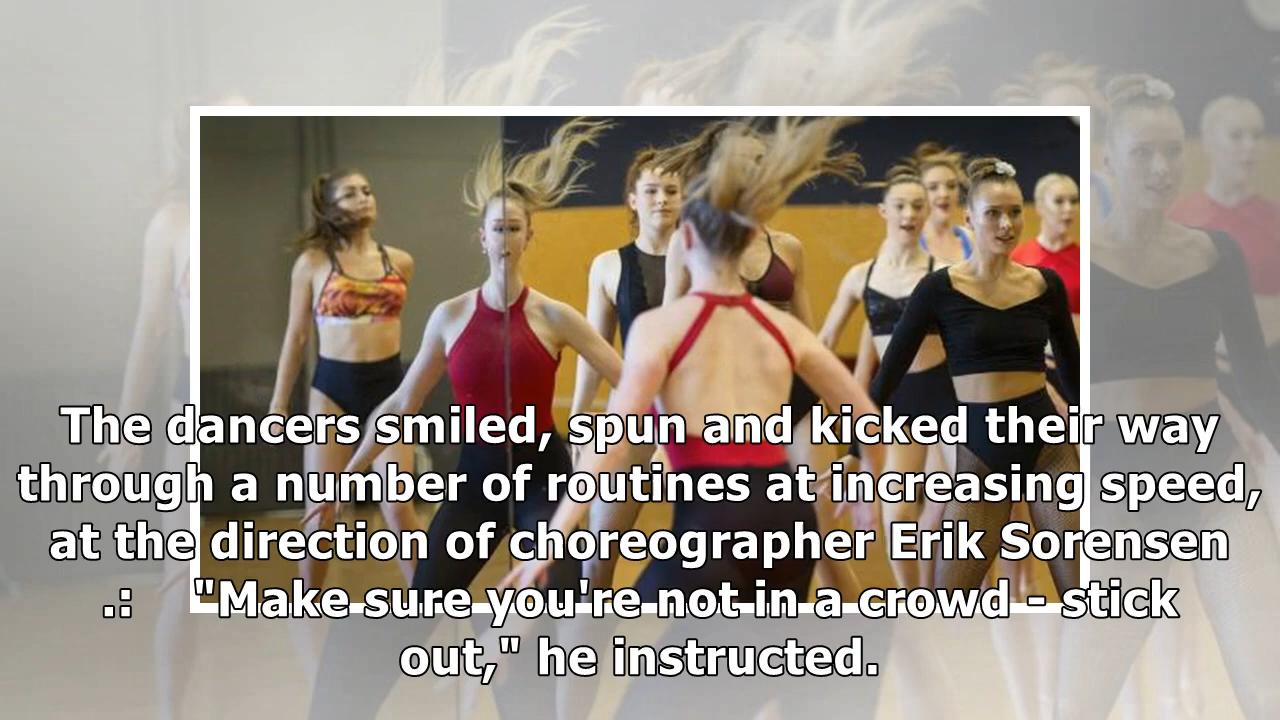 The dancers smiled, spun and kicked their way
through a number of routines at increasing speed,
at the direction of choreographer Erik Sorensen
.: "Make sure you're not in a crowd - stick
out," he instructed.